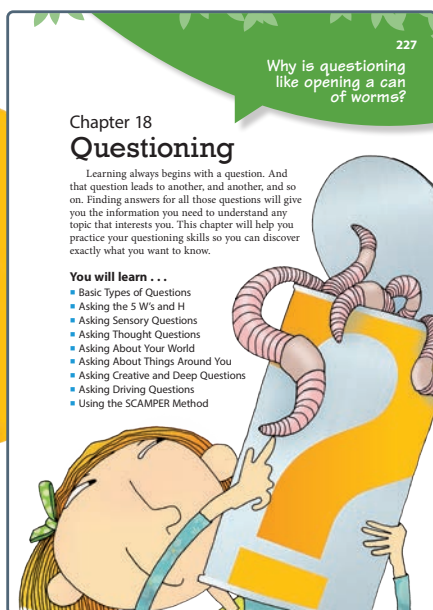 227
Why is questioning
like opening a can
of worms?
Chapter 18
Questioning
Learning always begins with a question. And
that question leads to another, and another, and so
on. Finding answers for all those questions will give
you the information you need to understand any
topic that interests you. This chapter will help you
practice your questioning skills so you can discover
exactly what you want to know.
You will learn . . .
■ Basic Types of Questions
■ Asking the 5 W's and H
■ Asking Sensory Questions
■ Asking Thought Questions
■ Asking About Your World
■ Asking About Things Around You
■ Asking Creative and Deep Questions
■ Asking Driving Questions
■ Using the SCAMPER Method
?